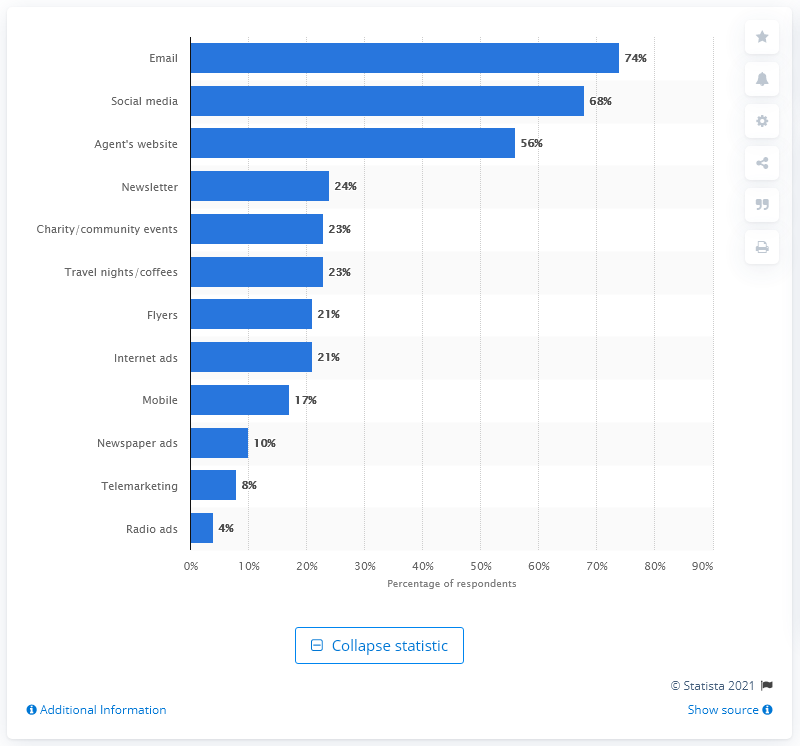 Email 74%
Social media 68%
Agent's website 56%
Newsletter 24%
Charity/community events 23%
Travel nights/coffees 23%
Flyers 21%
Internet ads 21%
Mobile 17%
Newspaper ads 10%
Telemarketing 8%
Radio ads 4%
0% 10% 20% 30% 40% 50% 60% 70% 80% 90%
Percentage of respondents
Collapse statistic
© Statista 2021
Additional Information Show source